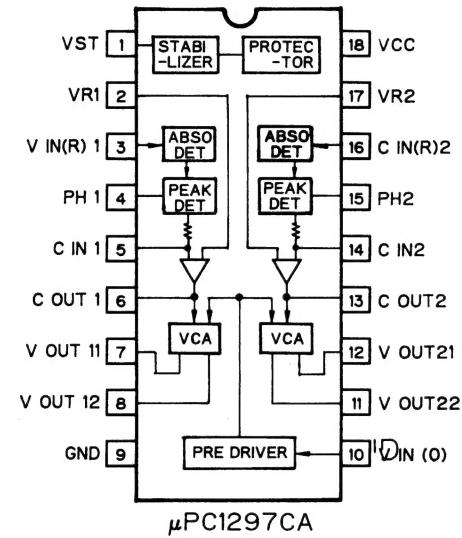 VST 1 STABI -LIZER PROTEC -TOR 18 VCC
VR1 2 17 VR2
V IN(R) 1 3 ABSO DET ABSO DET 16 C IN(R)2
PH 1 4 PEAK DET PEAK DET 15 PH2
C IN 1 5 14 C IN2
C OUT 1 6 13 C OUT2
V OUT 11 7 VCA VCA 12 V OUT21
V OUT 12 8 11 V OUT22
GND 9 PRE DRIVER 10 IN (0)
μPC1297CA